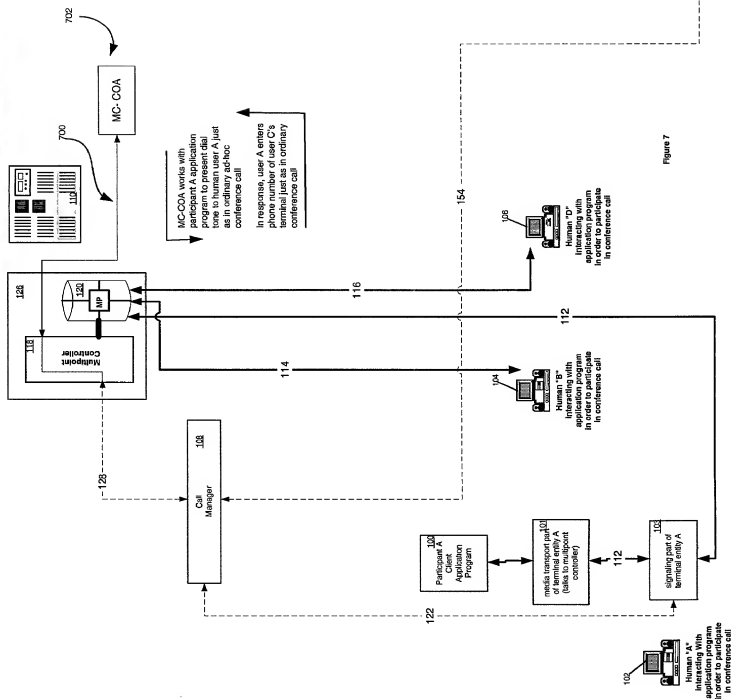 702
MC- COA
700
110
MC-COA works with
participant A application
program to present dial
tone to human user A just
as in ordinary ad-hoc
conference call
In response, user A enters
phone number of user C's
terminal just as in ordinary
conference call
126
118
Multipoint
Controller
120
MP
154
116
114
112
128
106
Human "D"
Interacting with
application program
in order to participate
in conference call
104
Human "B"
Interacting with
application program
in order to participate
in conference call
Figure 7
108
Call
Manager
100
Participant A
Client
Application
Program
101
media transport part
of terminal entity A
(talks to multipoint
controller)
112
103
signaling part of
terminal entity A
122
102
Human "A"
Interacting With
application program
in order to participate
in conference call